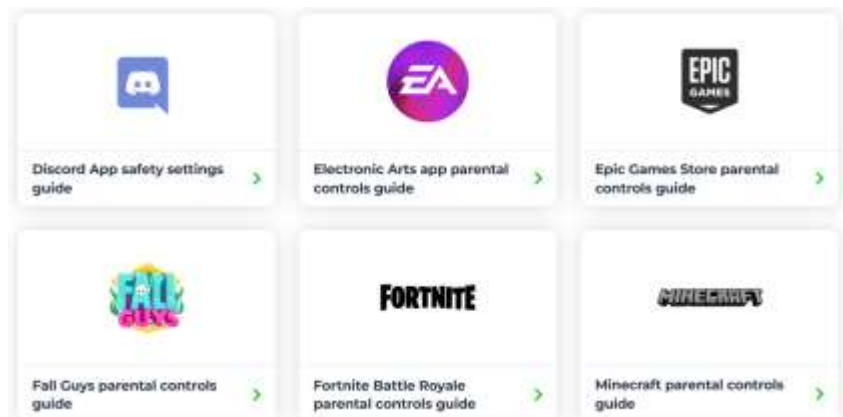 EA
EPIC
GAMES
Discord App safety settings
guide
Electronic Arts app parental
controls guide
Epic Games Store parental
controls guide
FALL
GUYS
FORTNITE
MINECRAFT
Fall Guys parental controls
guide
Fortnite Battle Royale
parental controls guide
Minecraft parental controls
guide